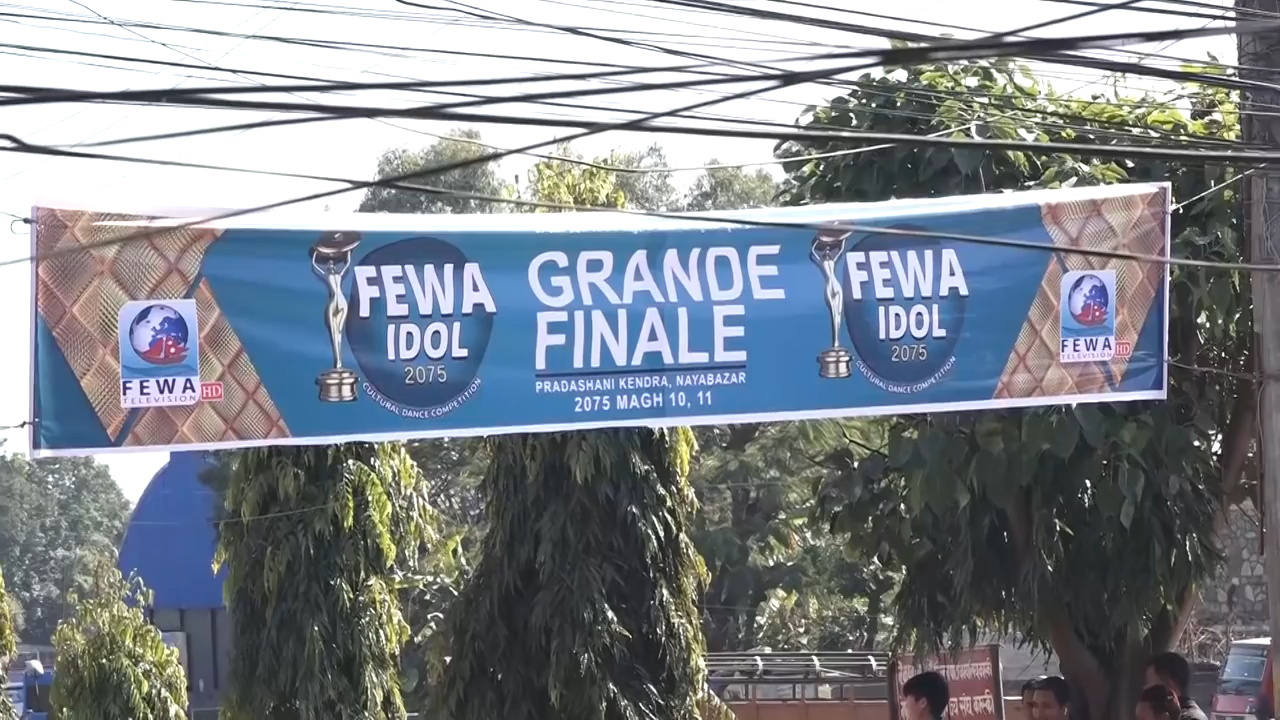 FEWA
TELEVISION HD
FEWA
IDOL
2075
CULTURAL DANCE COMPETITION
GRANDE
FINALE
PRADASHANI KENDRA, NAYABAZAR
2075 MAGH 10, 11
FEWA
IDOL
2075
CULTURAL DANCE COMPETITION
FEWA
TELEVISION HD